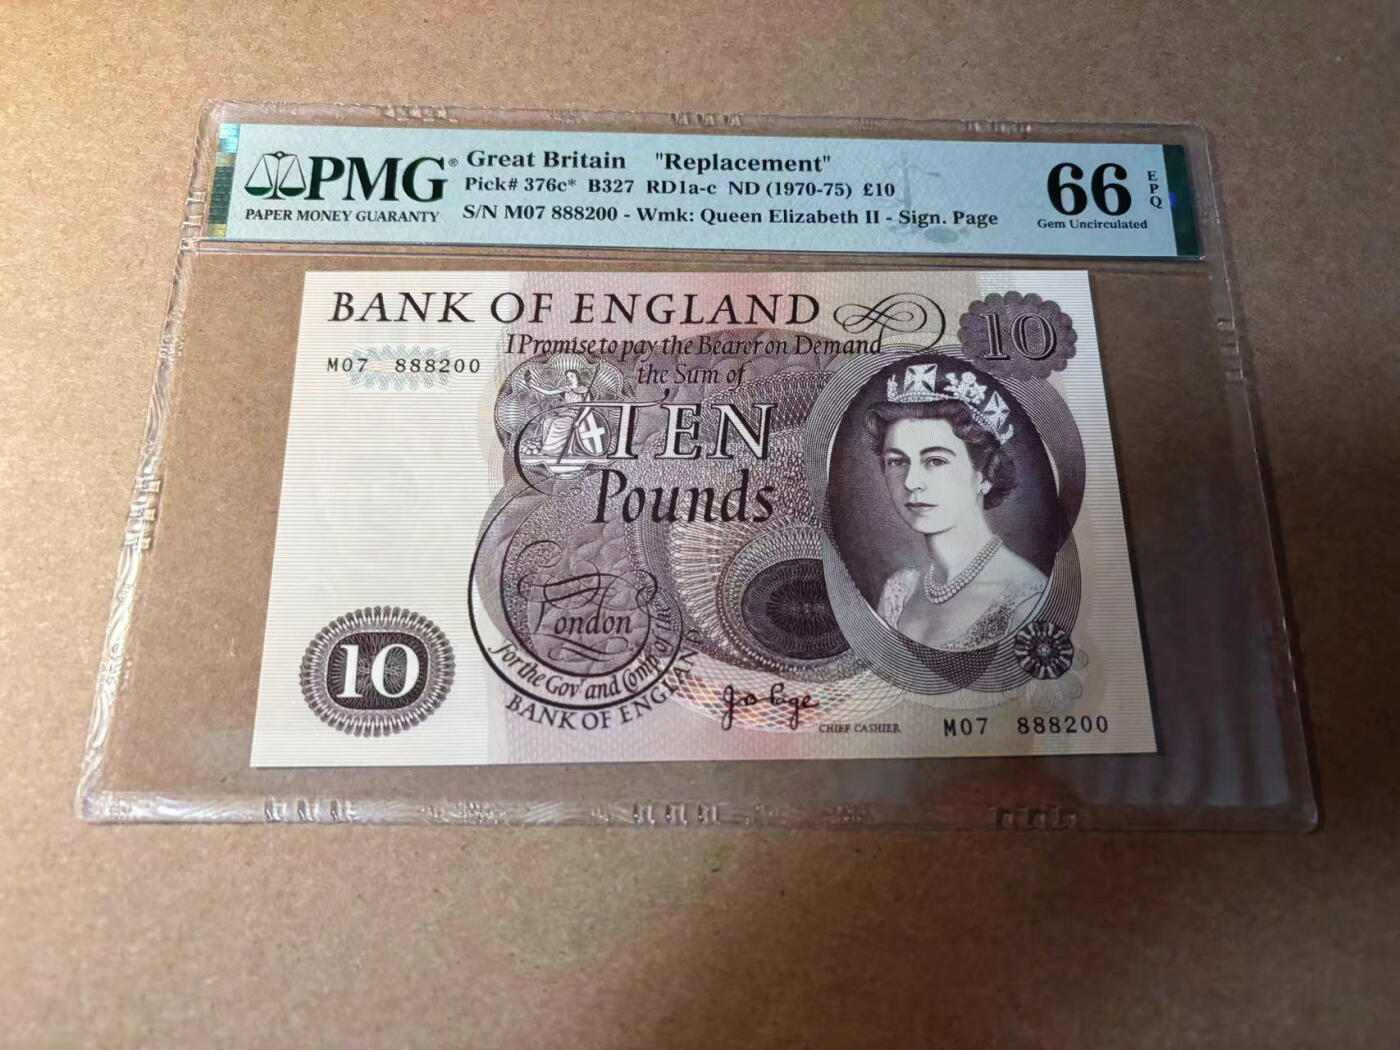 PMG®
PAPER MONEY GUARANTY
Great Britain "Replacement"
Pick# 376c* B327 RD1a-c ND (1970-75) £10
S/N M07 888200 - Wmk: Queen Elizabeth II - Sign. Page
66
EPQ
Gem Uncirculated
BANK OF ENGLAND
I Promise to pay the Bearer on Demand
the Sum of
TEN
Pounds
10
M07 888200
London
For the Govr and Compa of the
BANK OF ENGLAND
10
J B Page
CHIEF CASHIER
M07 888200